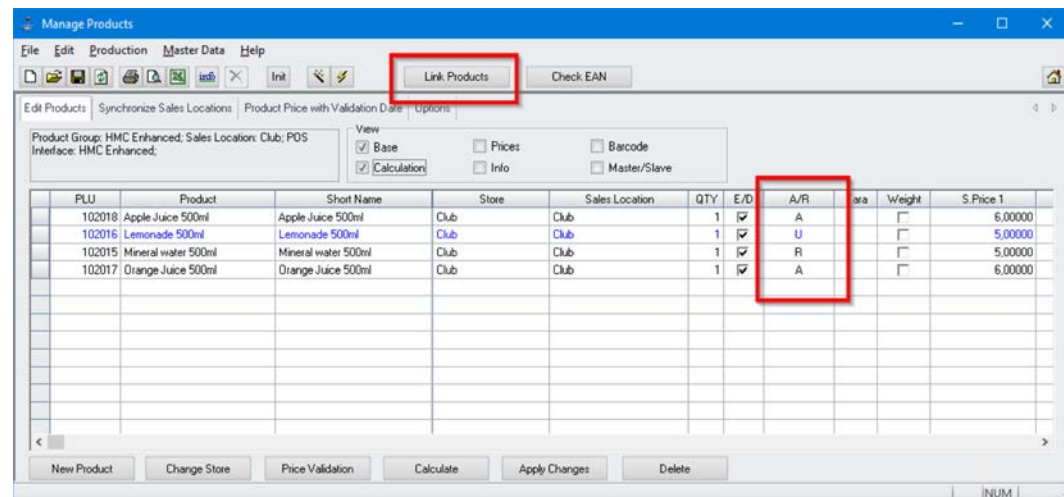 Manage Products
File Edit Production Master Data Help
info Init Link Products Check EAN
Edit Products Synchronize Sales Locations Product Price with Validation Date Options
Product Group: HMC Enhanced; Sales Location: Club; POS
Interface: HMC Enhanced;
View
Base Prices Barcode
Calculation Info Master/Slave
PLU Product Short Name Store Sales Location QTY E/D A/R ara Weight S.Price 1
102018 Apple Juice 500ml Apple Juice 500ml Club Club 1 A 6,00000
102016 Lemonade 500ml Lemonade 500ml Club Club 1 U 5,00000
102015 Mineral water 500ml Mineral water 500ml Club Club 1 R 5,00000
102017 Orange Juice 500ml Orange Juice 500ml Club Club 1 A 6,00000
New Product Change Store Price Validation Calculate Apply Changes Delete
NUM